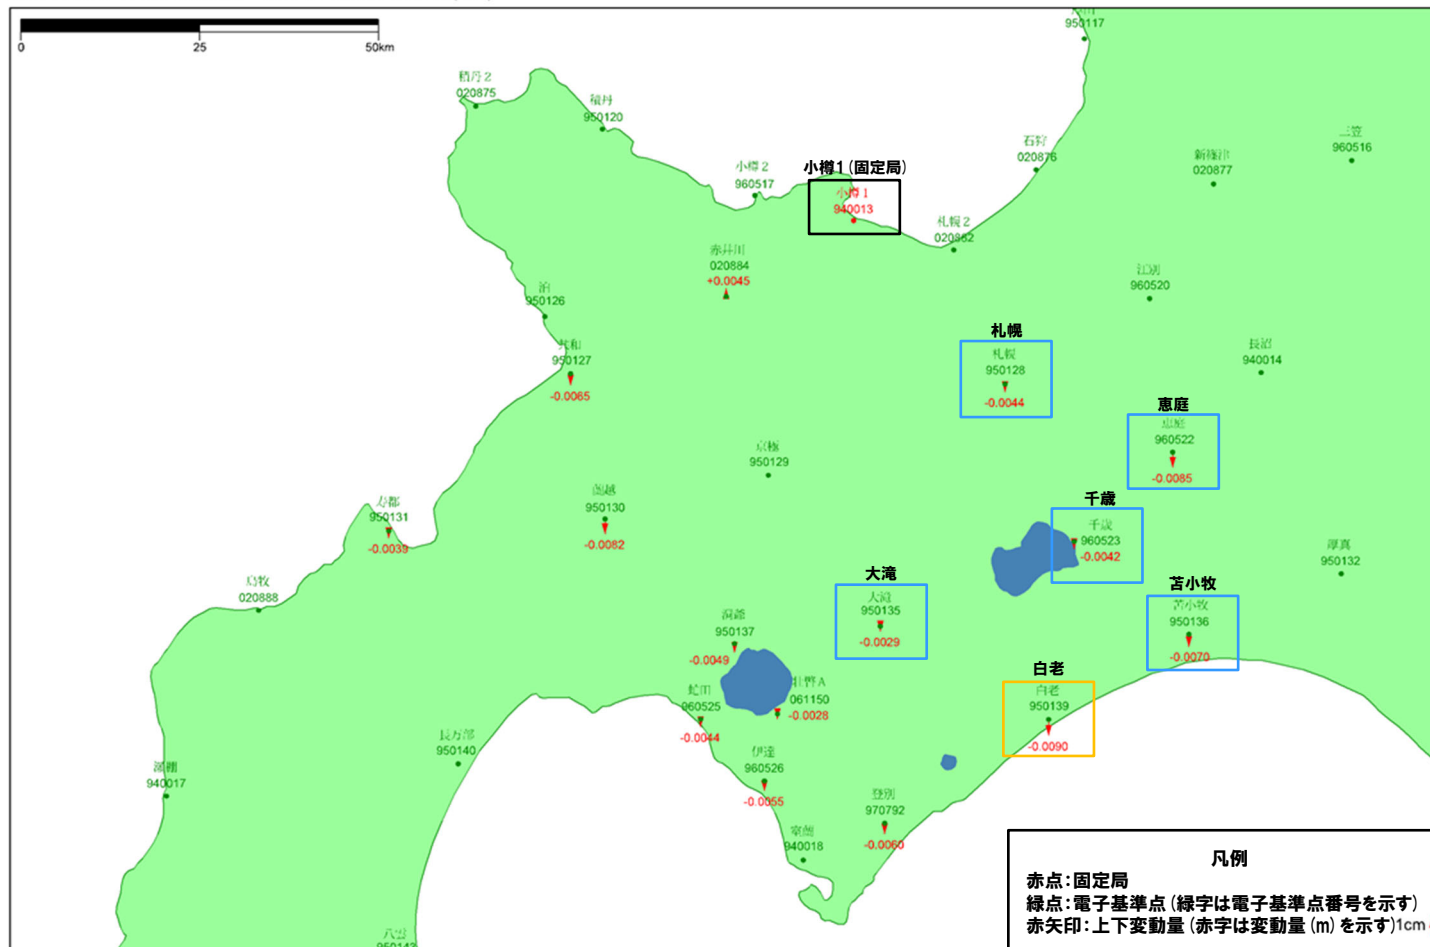 950117
0
25
50km
積丹2
020875
積丹
950120
小樽2
960517
小樽1(固定局)
小樽1
940013
石狩
020876
新篠津
020877
三笠
960516
札幌2
020882
赤井川
020884
+0.0045
江別
960520
泊
950126
共和
950127
-0.0065
札幌
札幌
950128
-0.0044
長沼
940014
恵庭
恵庭
960522
-0.0085
京極
950129
蘭越
950130
-0.0082
寿都
950131
-0.0039
千歳
千歳
960523
-0.0042
厚真
950132
島牧
020888
大滝
大滝
950135
-0.0029
苫小牧
苫小牧
950136
-0.0070
洞爺
950137
-0.0049
壮瞥A
061150
-0.0028
虻田
960525
-0.0044
白老
白老
950139
-0.0090
長万部
950140
伊達
960526
-0.0055
940017
登別
970792
-0.0060
室蘭
940018
八雲
950143
凡例
赤点:固定局
緑点:電子基準点(緑字は電子基準点番号を示す)
赤矢印:上下変動量(赤字は変動量(m)を示す)1cm